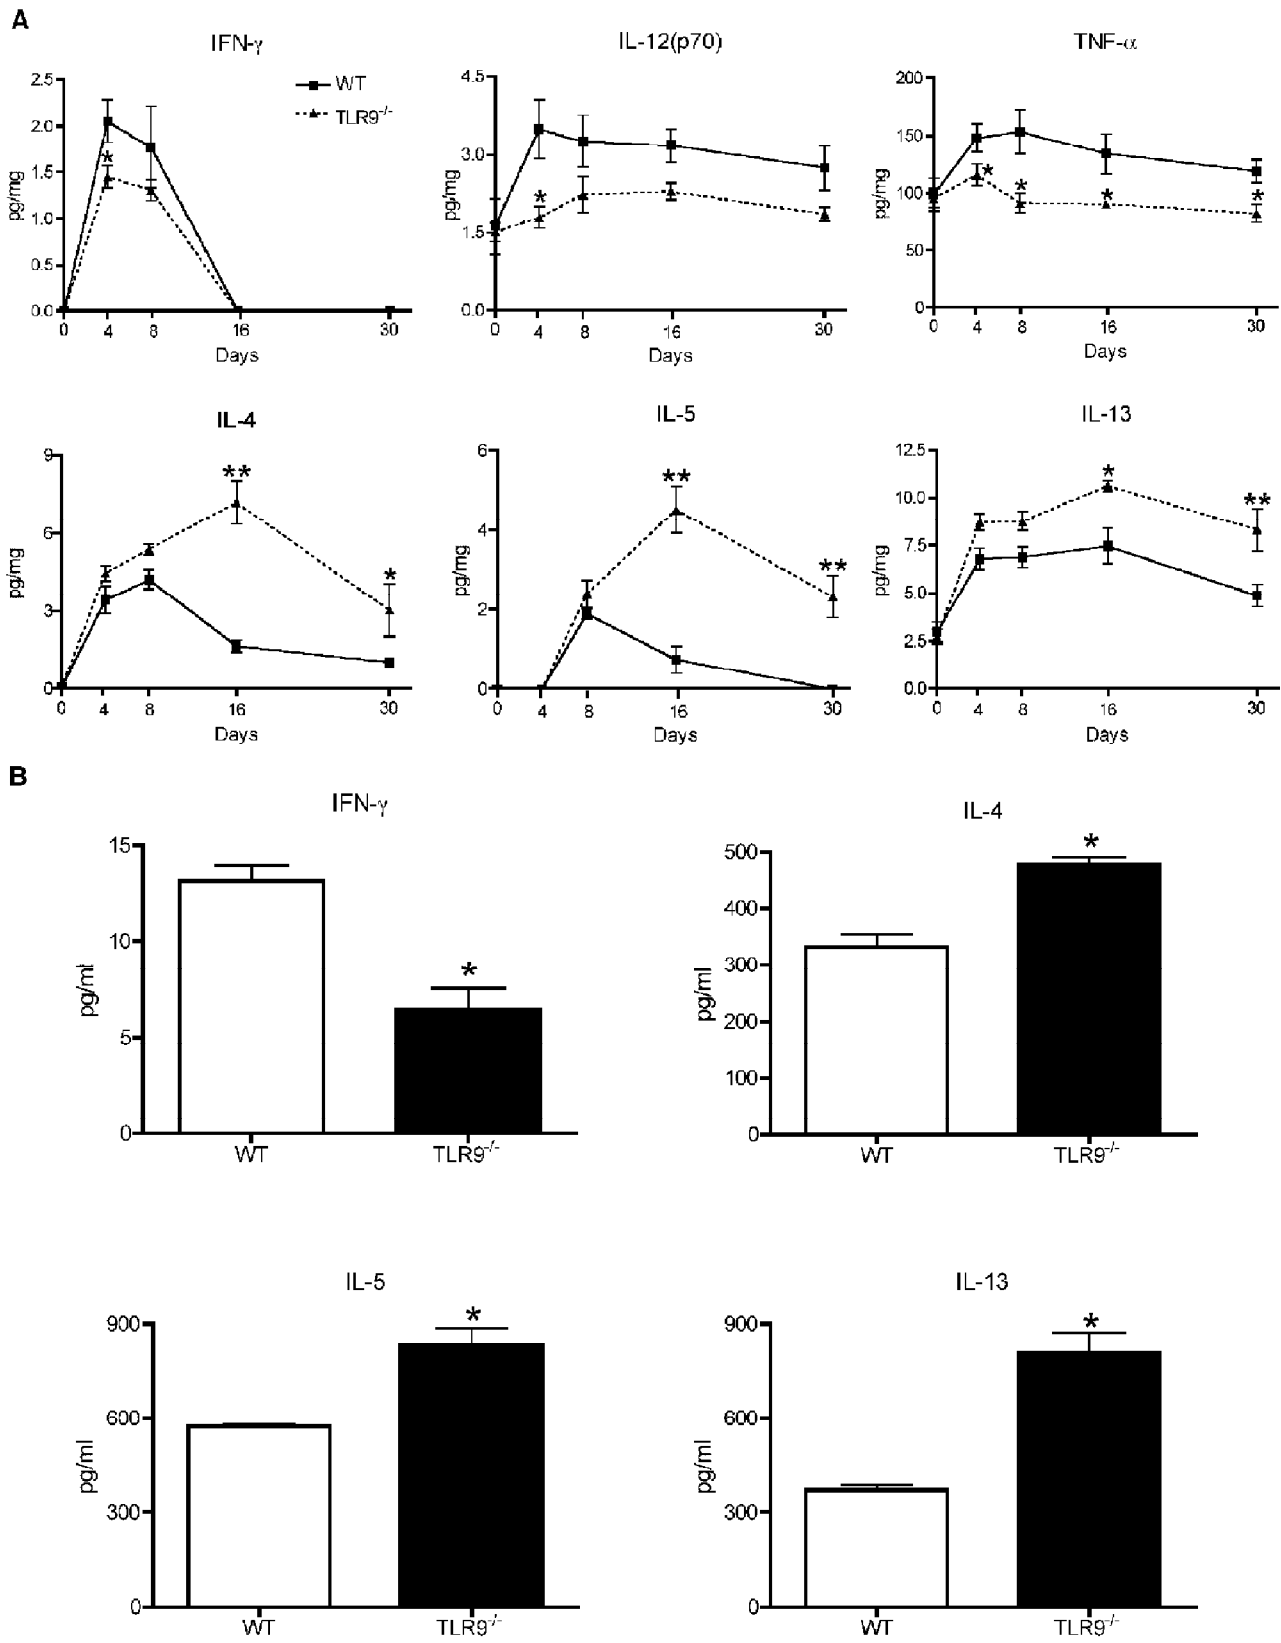 A
IFN-γ
IL-12(p70)
TNF-α
WT
TLR9-/-
pg/mg
2.5
2.0
1.5
1.0
0.5
0.0
*
0 4 8 16 30
Days
pg/mg
4.5
3.0
1.5
0.0
*
0 4 8 16 30
Days
pg/mg
200
150
100
50
0
* * * *
0 4 8 16 30
Days
IL-4
IL-5
IL-13
pg/mg
9
6
3
0
** *
0 4 8 16 30
Days
pg/mg
6
4
2
0
** **
0 4 8 16 30
Days
pg/mg
12.5
10.0
7.5
5.0
2.5
0.0
* **
0 4 8 16 30
Days
B
IFN-γ
pg/ml
15
10
5
0
*
WT TLR9-/-
IL-4
pg/ml
500
400
300
200
100
0
*
WT TLR9-/-
IL-5
pg/ml
900
600
300
0
*
WT TLR9-/-
IL-13
pg/ml
900
600
300
0
*
WT TLR9-/-